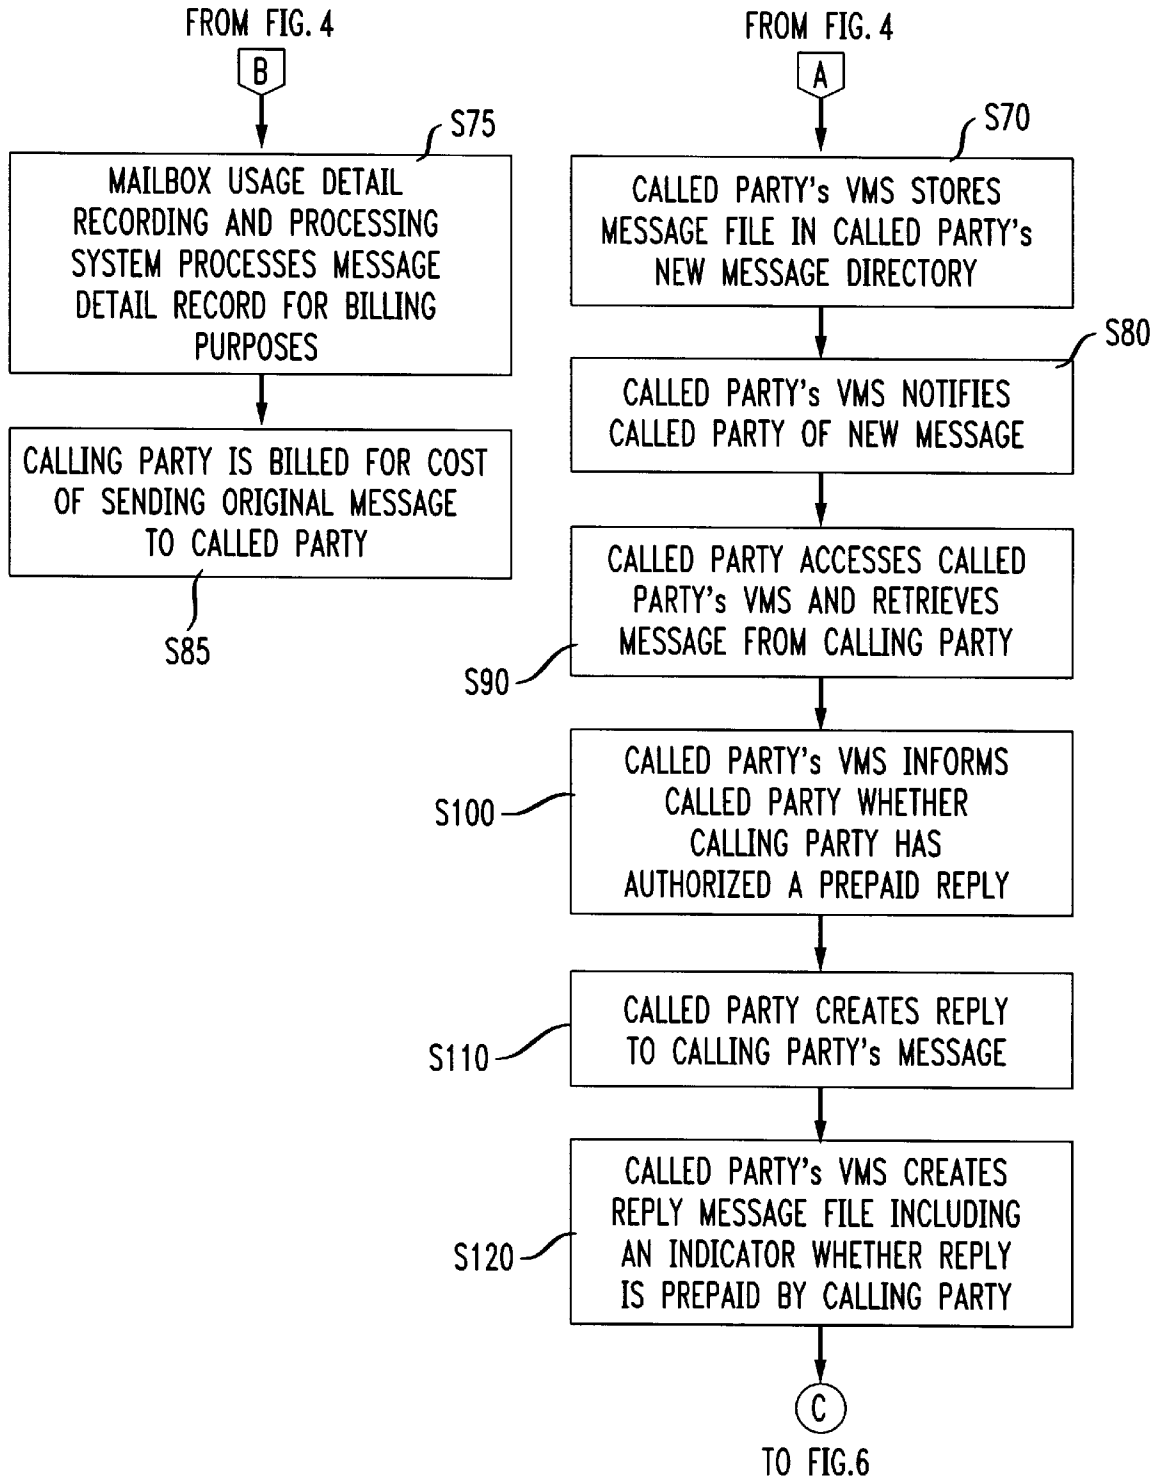 FROM FIG. 4
B
S75
MAILBOX USAGE DETAIL
RECORDING AND PROCESSING
SYSTEM PROCESSES MESSAGE
DETAIL RECORD FOR BILLING
PURPOSES
CALLING PARTY IS BILLED FOR COST
OF SENDING ORIGINAL MESSAGE
TO CALLED PARTY
S85
FROM FIG. 4
A
S70
CALLED PARTY's VMS STORES
MESSAGE FILE IN CALLED PARTY's
NEW MESSAGE DIRECTORY
S80
CALLED PARTY's VMS NOTIFIES
CALLED PARTY OF NEW MESSAGE
CALLED PARTY ACCESSES CALLED
PARTY's VMS AND RETRIEVES
MESSAGE FROM CALLING PARTY
S90
CALLED PARTY's VMS INFORMS
CALLED PARTY WHETHER
CALLING PARTY HAS
AUTHORIZED A PREPAID REPLY
S100
CALLED PARTY CREATES REPLY
TO CALLING PARTY's MESSAGE
S110
CALLED PARTY's VMS CREATES
REPLY MESSAGE FILE INCLUDING
AN INDICATOR WHETHER REPLY
IS PREPAID BY CALLING PARTY
S120
C
TO FIG.6